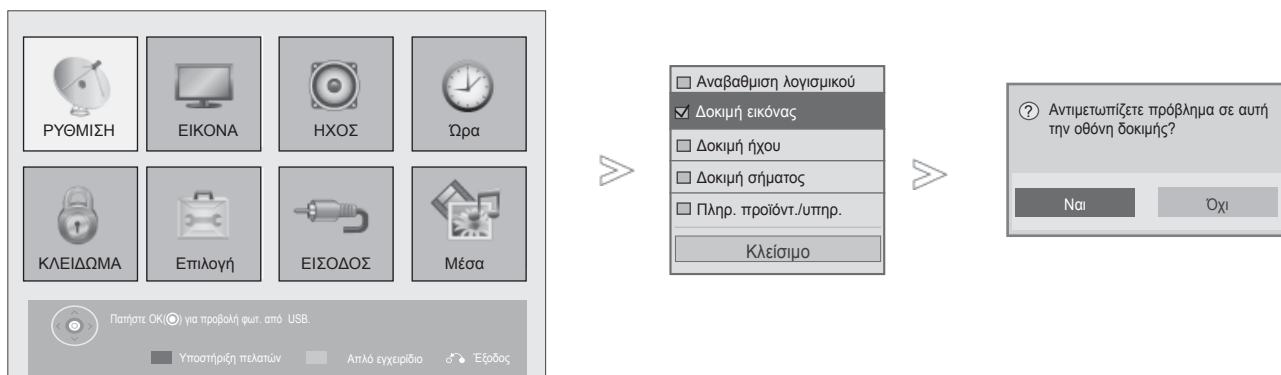 ΡΥΘΜΙΣΗ
ΕΙΚΟΝΑ
ΗΧΟΣ
Ώρα
ΚΛΕΙΔΩΜΑ
Επιλογή
ΕΙΣΟΔΟΣ
Μέσα
Πατήστε OK(◉) για προβολή φωτ. από USB.
Υποστήριξη πελατών Απλό εγχειρίδιο Έξοδος
Αναβαθμιση λογισμικού
Δοκιμή εικόνας
Δοκιμή ήχου
Δοκιμή σήματος
Πληρ. προϊόντ./υπηρ.
Κλείσιμο
Αντιμετωπίζετε πρόβλημα σε αυτή
την οθόνη δοκιμής?
Ναι Όχι